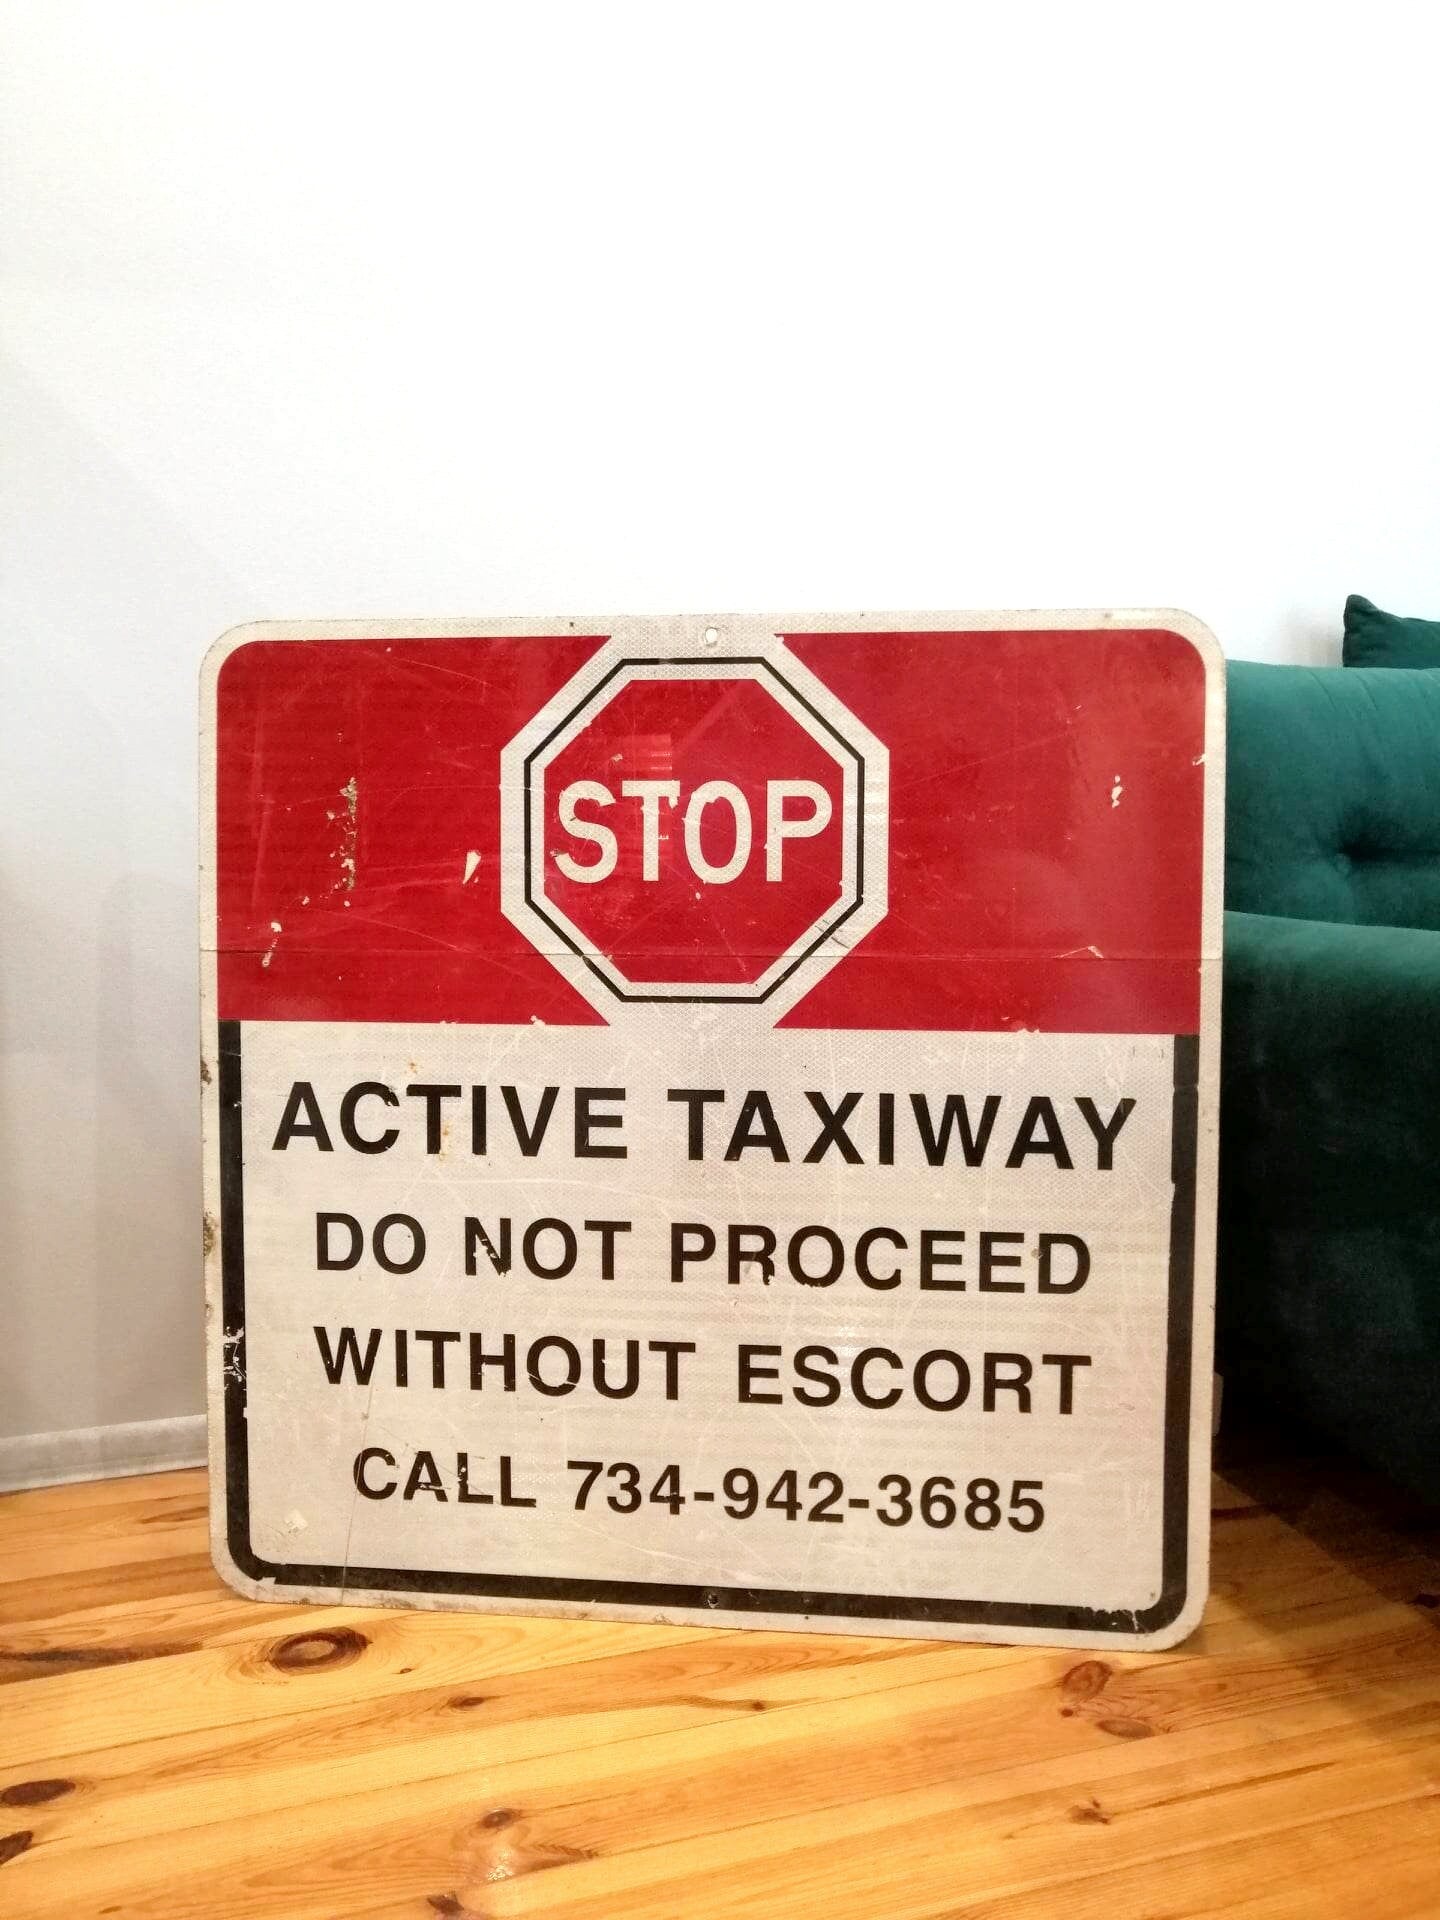 STOP
ACTIVE TAXIWAY
DO NOT PROCEED
WITHOUT ESCORT
CALL 734-942-3685